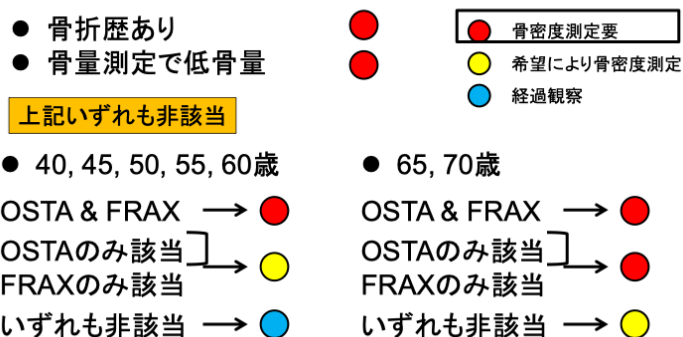 ● 骨折歴あり
● 骨量測定で低骨量
骨密度測定要
希望により骨密度測定
経過観察
上記いずれも非該当
● 40, 45, 50, 55, 60歳
OSTA & FRAX →
OSTAのみ該当
FRAXのみ該当 →
いずれも非該当 →
● 65, 70歳
OSTA & FRAX →
OSTAのみ該当
FRAXのみ該当 →
いずれも非該当 →